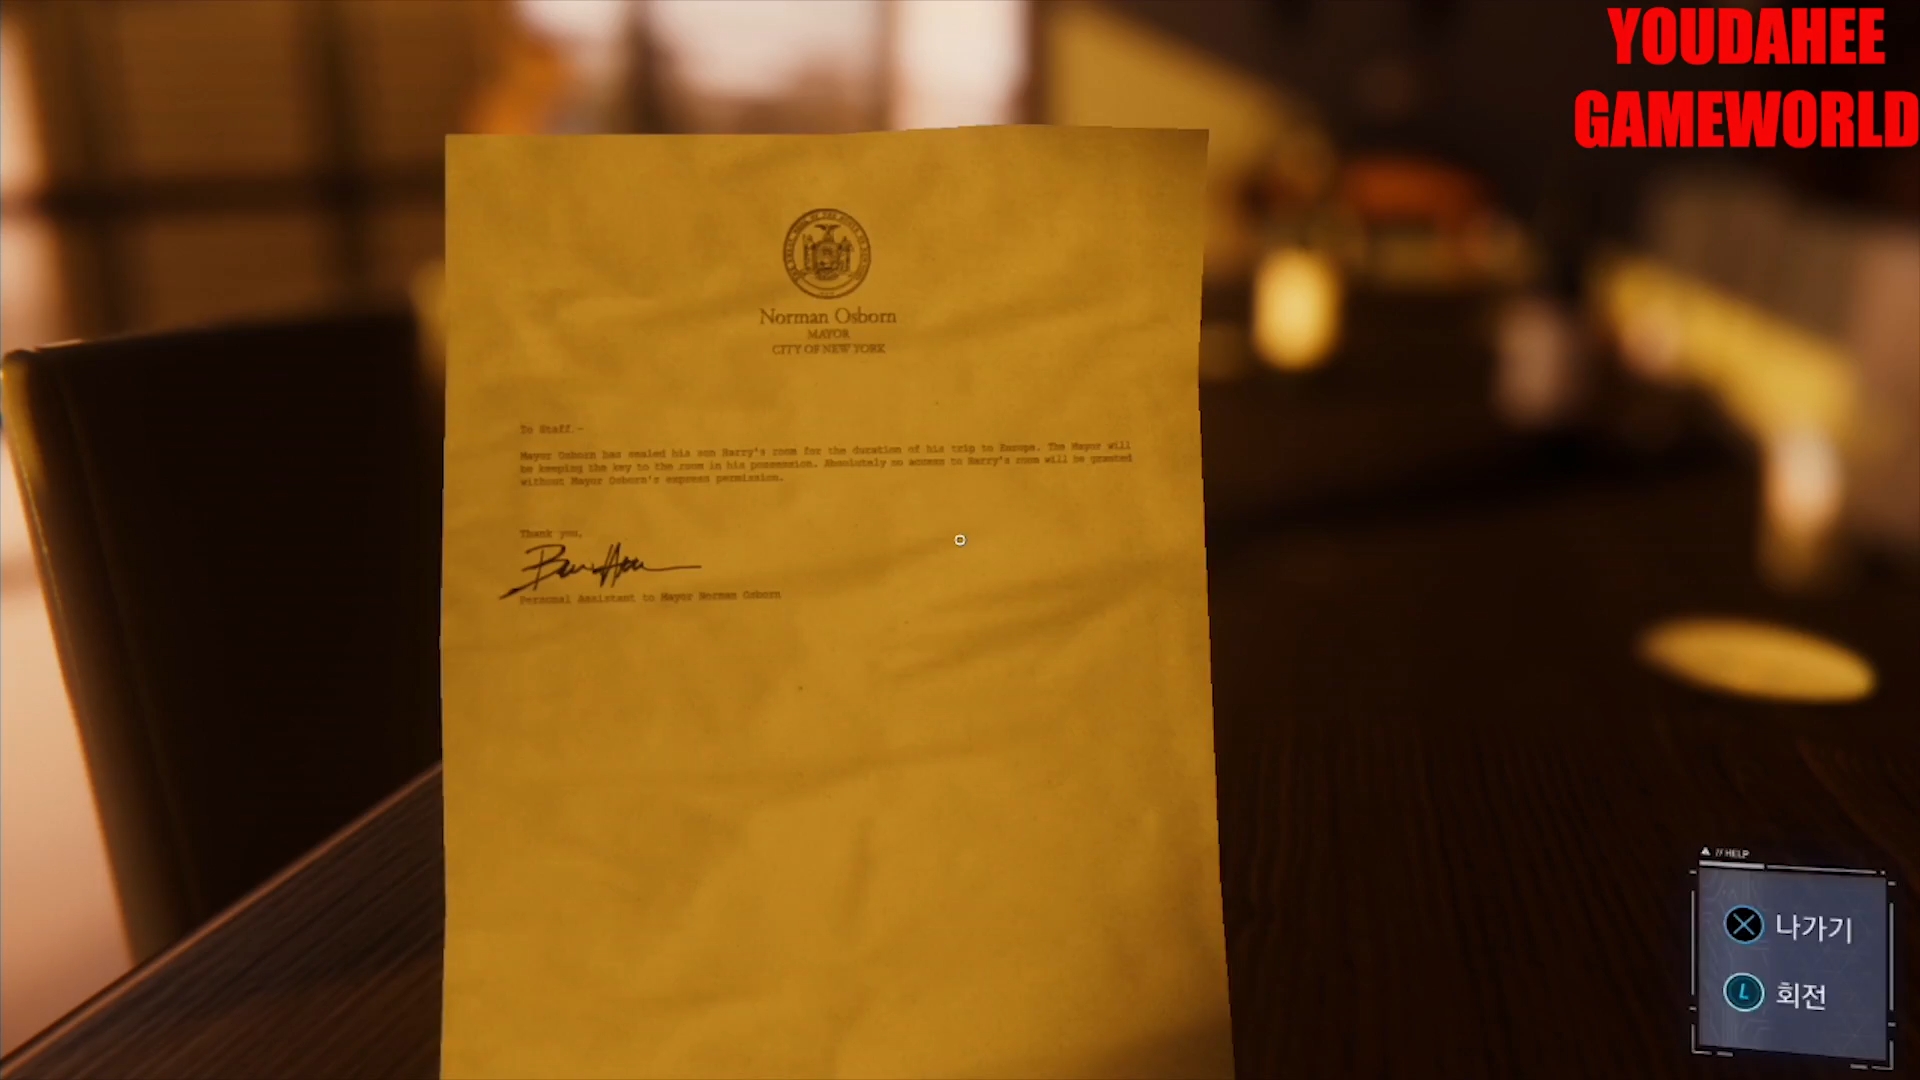 YOUDAHEE
GAMEWORLD
Norman Osborn
MAYOR
CITY OF NEW YORK
To Staff.-
Mayor Osborn has sealed his son Harry's room for the duration of his trip to Europe. The Mayor will
be keeping the key to the room in his possession. Absolutely no access to Harry's room will be granted
without Mayor Osborn's express permission.
Thank you,
Personal Assistant to Mayor Norman Osborn
// HELP
나가기
L 회전